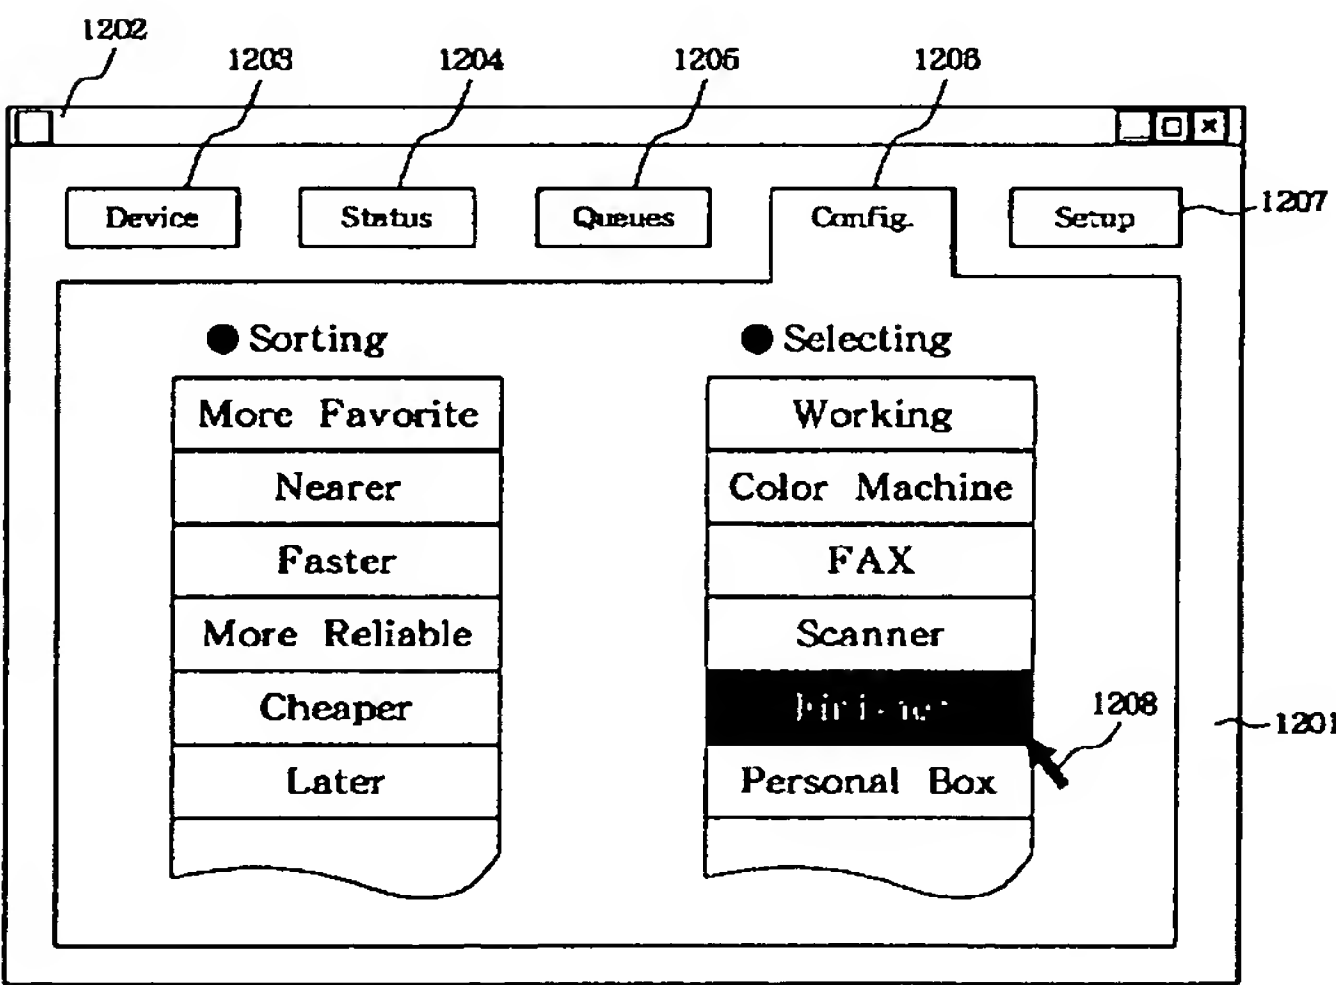 1202
1203 1204 1205 1206
Device Status Queues Config. Setup 1207
Sorting Selecting
More Favorite Working
Nearer Color Machine
Faster FAX
More Reliable Scanner
Cheaper 1208
1201
Later Personal Box